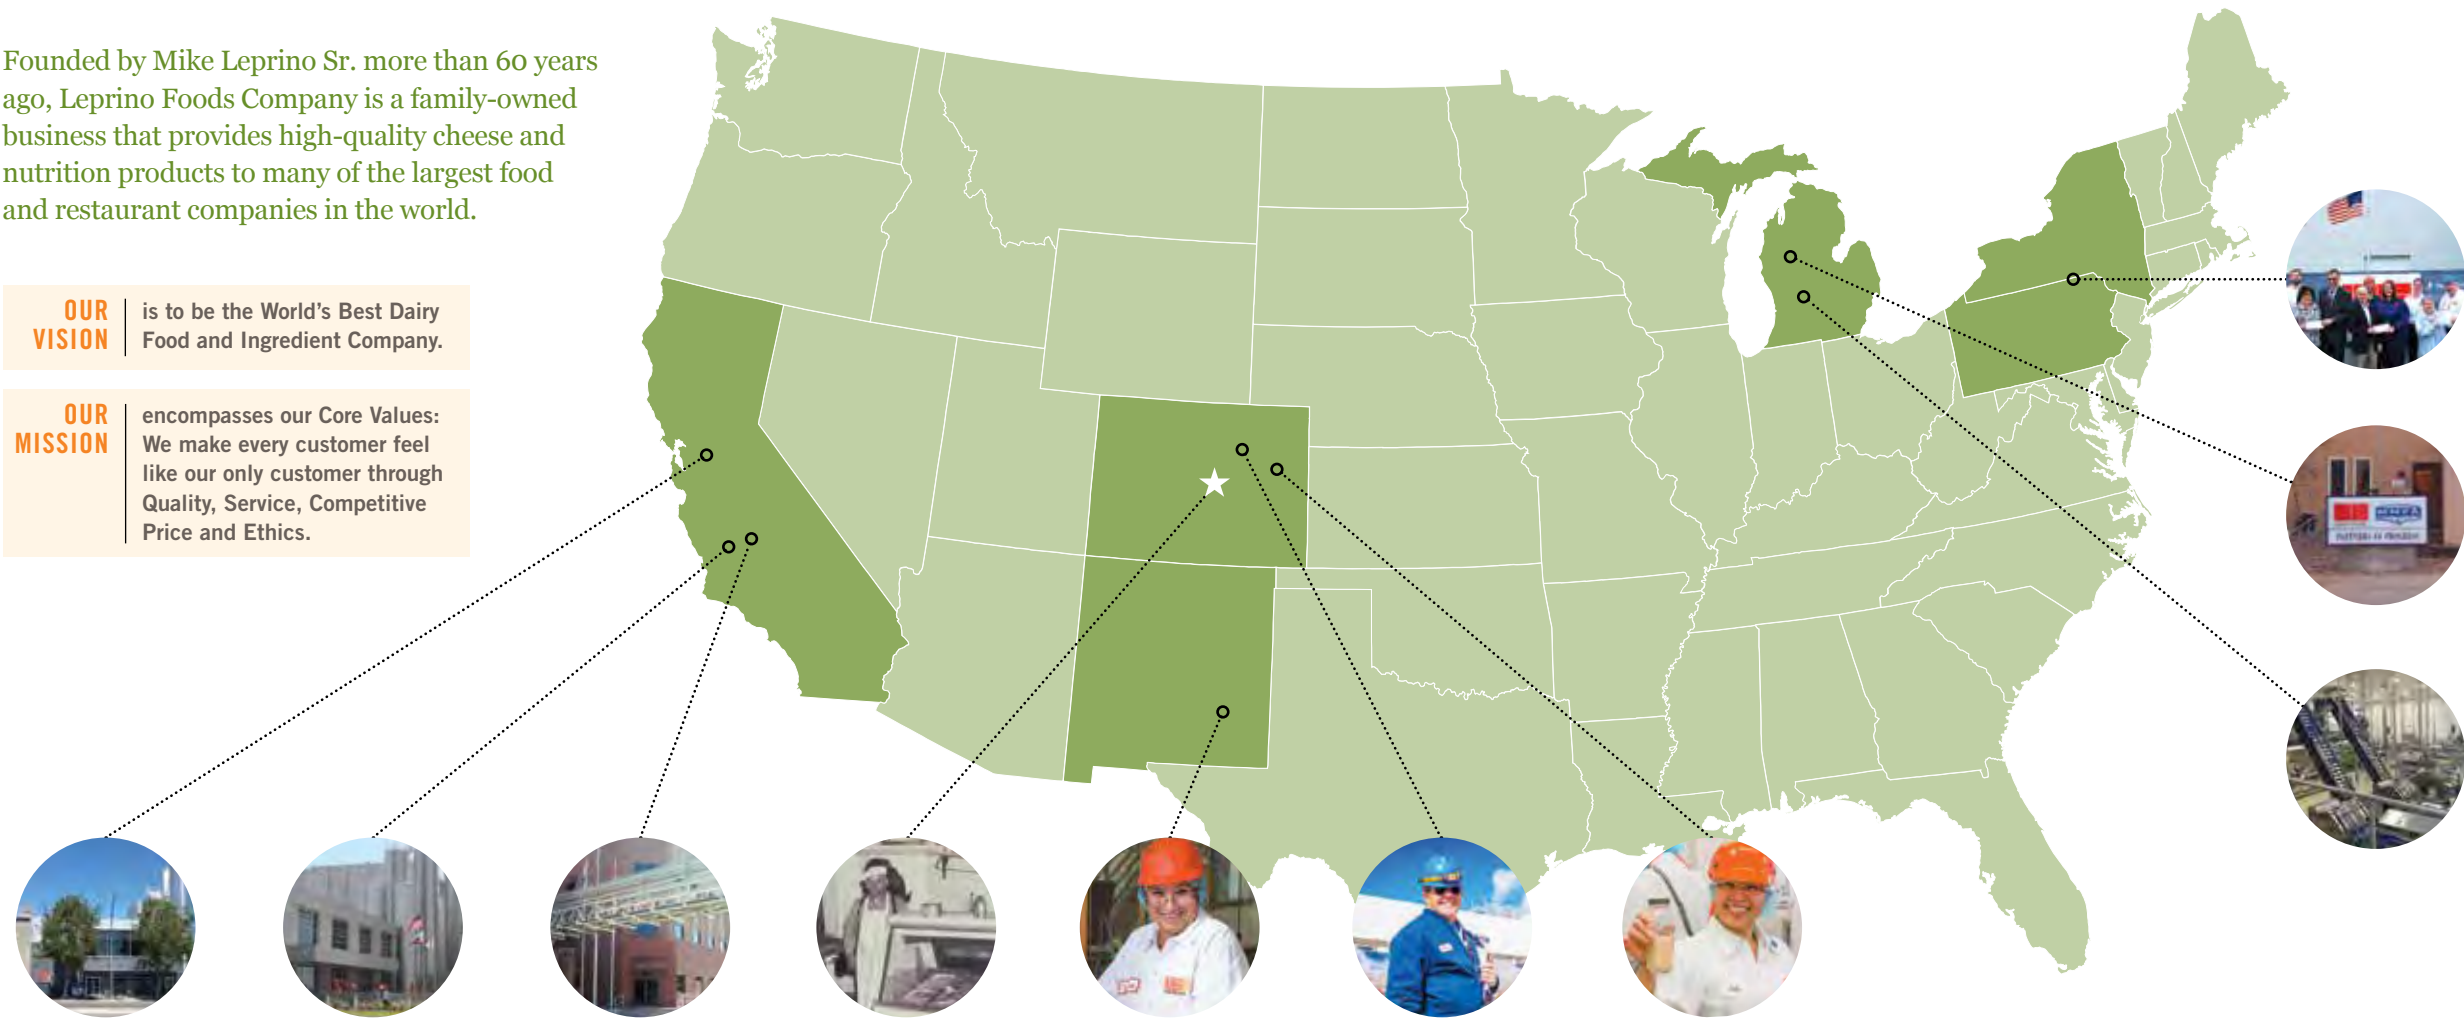 Founded by Mike Leprino Sr. more than 60 years
ago, Leprino Foods Company is a family-owned
business that provides high-quality cheese and
nutrition products to many of the largest food
and restaurant companies in the world.
OUR
VISION
is to be the World's Best Dairy
Food and Ingredient Company.
OUR
MISSION
encompasses our Core Values:
We make every customer feel
like our only customer through
Quality, Service, Competitive
Price and Ethics.